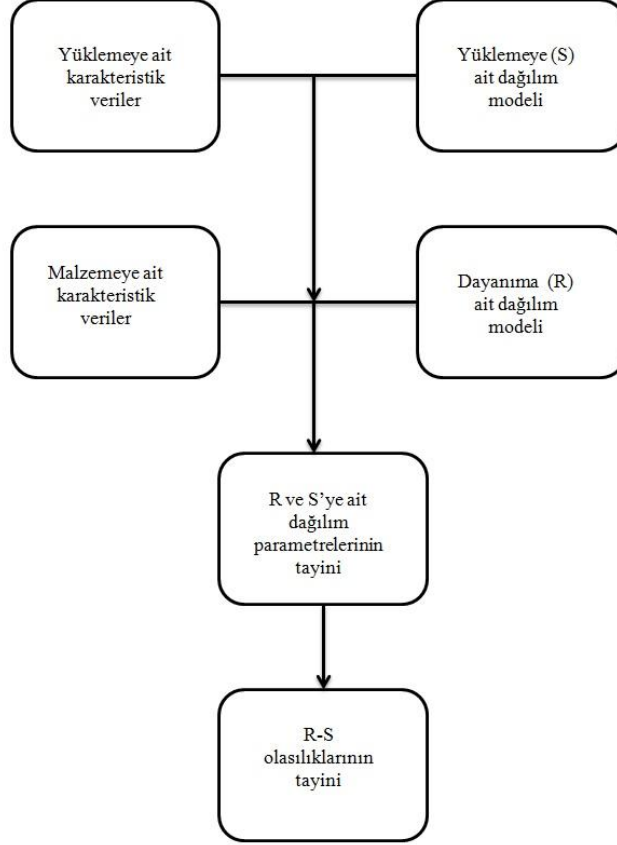 Yüklemeye ait
karakteristik
veriler
Yüklemeye (S)
ait dağılım
modeli
Malzemeye ait
karakteristik
veriler
Dayanıma (R)
ait dağılım
modeli
R ve S’ye ait
dağılım
parametrelerinin
tayini
R-S
olasılıklarının
tayini